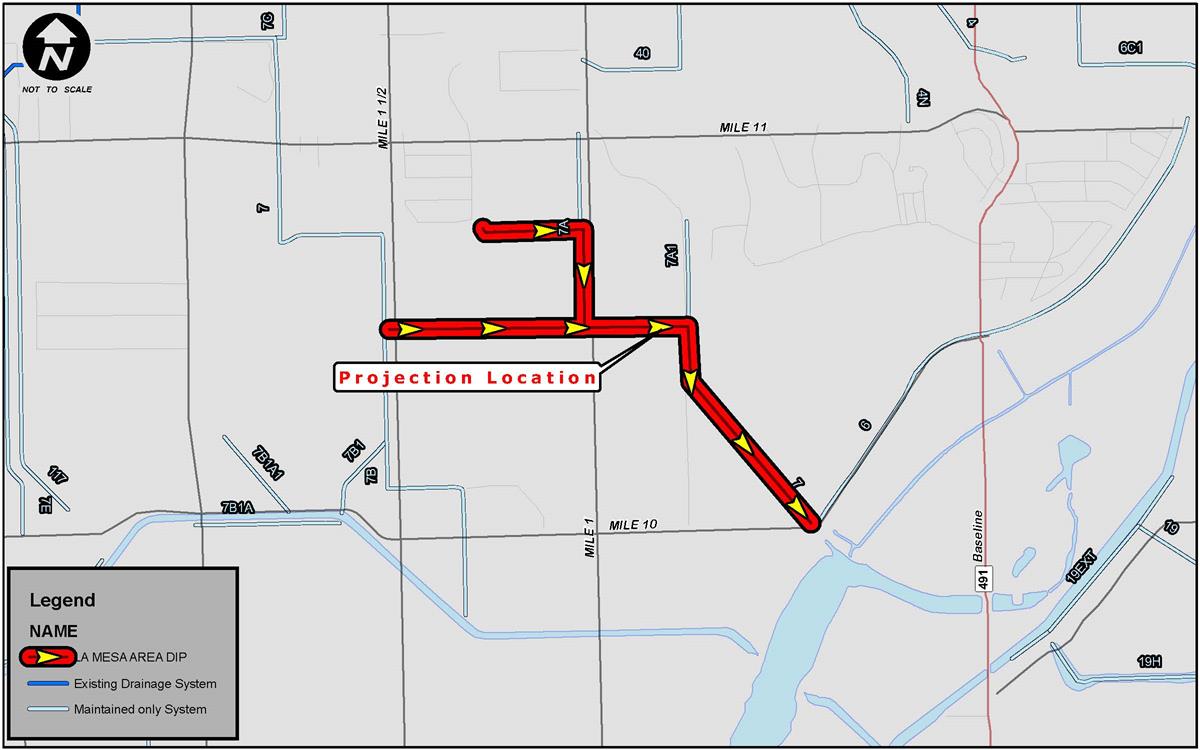 N
NOT TO SCALE
7C
40
4
6C1
4N
MILE 1 1/2
MILE 11
7
7A
7A1
Projection Location
6
117
7E
7B1A1
7B1
7B
7B1A
7
MILE 1
MILE 10
Baseline
491
19
19EXT
19H
Legend
NAME
LA MESA AREA DIP
Existing Drainage System
Maintained only System